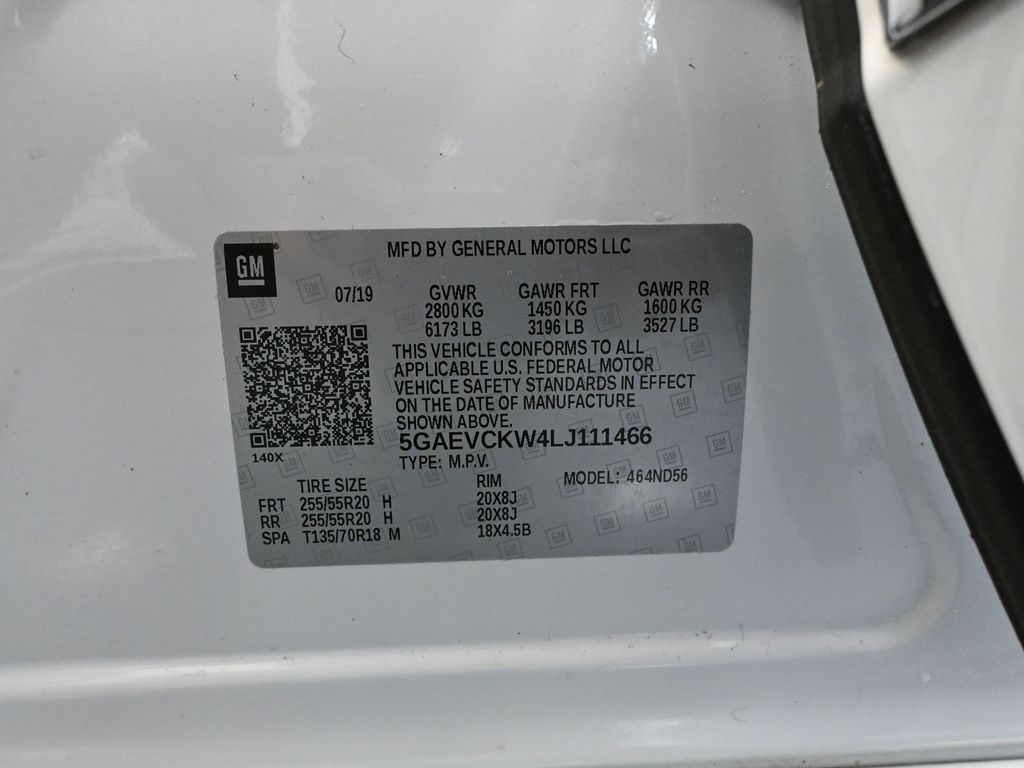 GM ®
MFD BY GENERAL MOTORS LLC
07/19
GVWR GAWR FRT GAWR RR
2800 KG 1450 KG 1600 KG
6173 LB 3196 LB 3527 LB
THIS VEHICLE CONFORMS TO ALL
APPLICABLE U.S. FEDERAL MOTOR
VEHICLE SAFETY STANDARDS IN EFFECT
ON THE DATE OF MANUFACTURE
SHOWN ABOVE.
5GAEVCKW4LJ111466
140X
TYPE: M.P.V.
MODEL: 464ND56
TIRE SIZE RIM
FRT 255/55R20 H 20X8J
RR 255/55R20 H 20X8J
SPA T135/70R18 M 18X4.5B